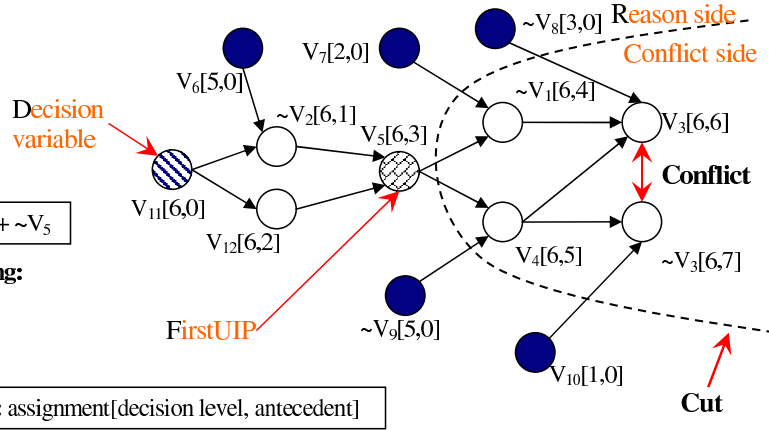 Reason side
~V8[3,0]
Conflict side
V7[2,0]
V6[5,0]
~V1[6,4]
Decision
variable
~V2[6,1]
V5[6,3]
V3[6,6]
Conflict
V11[6,0]
+ ~V5
V12[6,2]
V4[6,5]
~V3[6,7]
ng:
FirstUIP
~V9[5,0]
V10[1,0]
Cut
: assignment[decision level, antecedent]